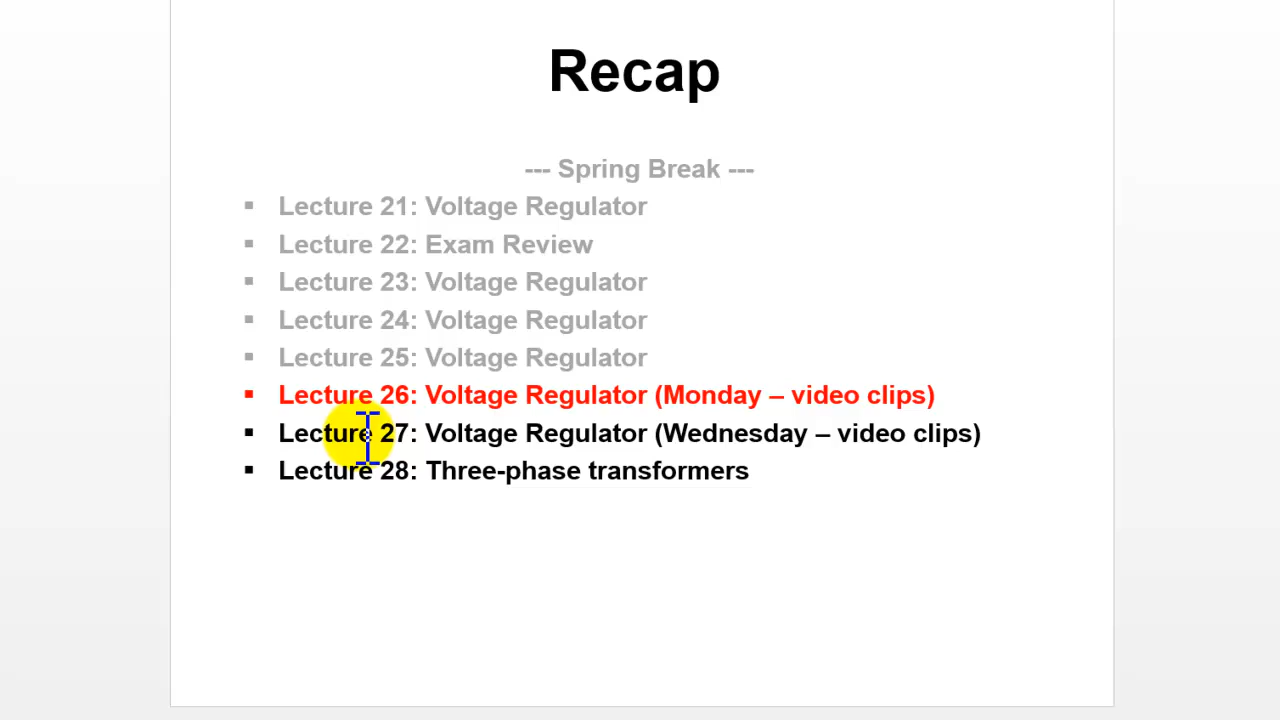 Recap
--- Spring Break ---
▪ Lecture 21: Voltage Regulator
▪ Lecture 22: Exam Review
▪ Lecture 23: Voltage Regulator
▪ Lecture 24: Voltage Regulator
▪ Lecture 25: Voltage Regulator
▪ Lecture 26: Voltage Regulator (Monday – video clips)
▪ Lecture 27: Voltage Regulator (Wednesday – video clips)
▪ Lecture 28: Three-phase transformers